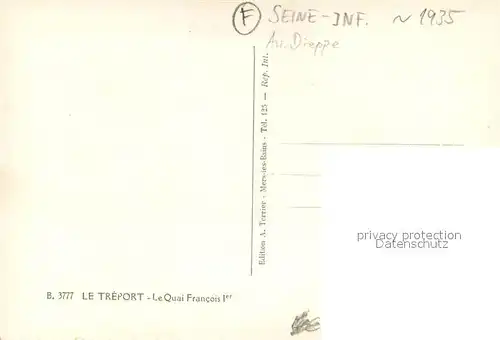 F SEINE-INF. ~1935
Ar. Dieppe
Edition A. Terrier - Mers-les-Bains - Tél. 125 — Rep. Int.
privacy protection
Datenschutz
B. 3777 LE TRÉPORT - Le Quai François Ier